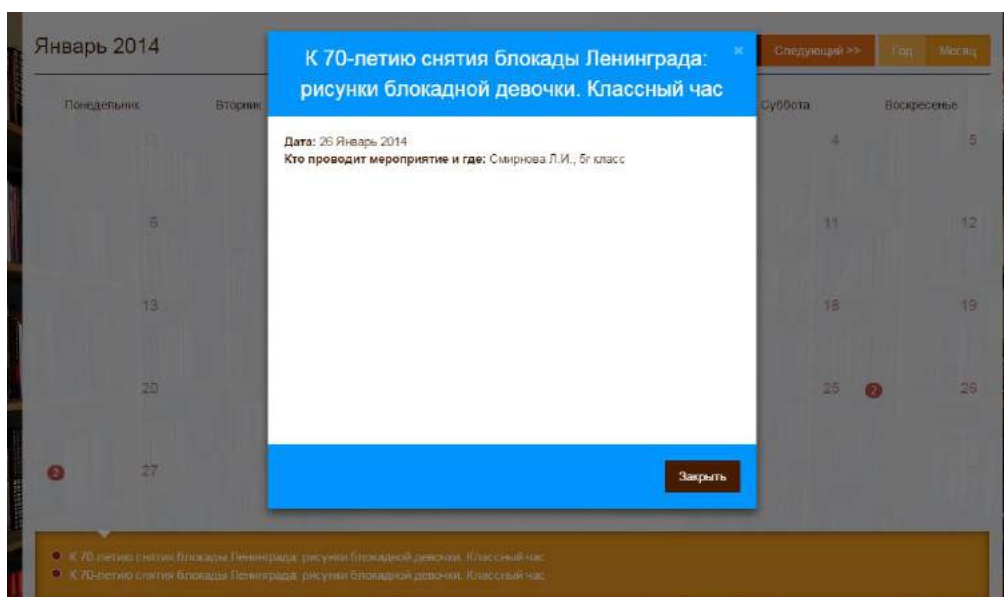 Январь 2014
К 70-летию снятия блокады Ленинграда:
рисунки блокадной девочки. Классный час
×
Следующий >>
Год
Месяц
Понедельник
Вторник
Суббота
Воскресенье
Дата: 26 Январь 2014
Кто проводит мероприятие и где: Смирнова Л.И., 5г класс
4
5
6
11
12
13
18
19
20
25
2
26
2
27
Закрыть
К 70-летию снятия блокады Ленинграда: рисунки блокадной девочки. Классный час
К 70-летию снятия блокады Ленинграда: рисунки блокадной девочки. Классный час